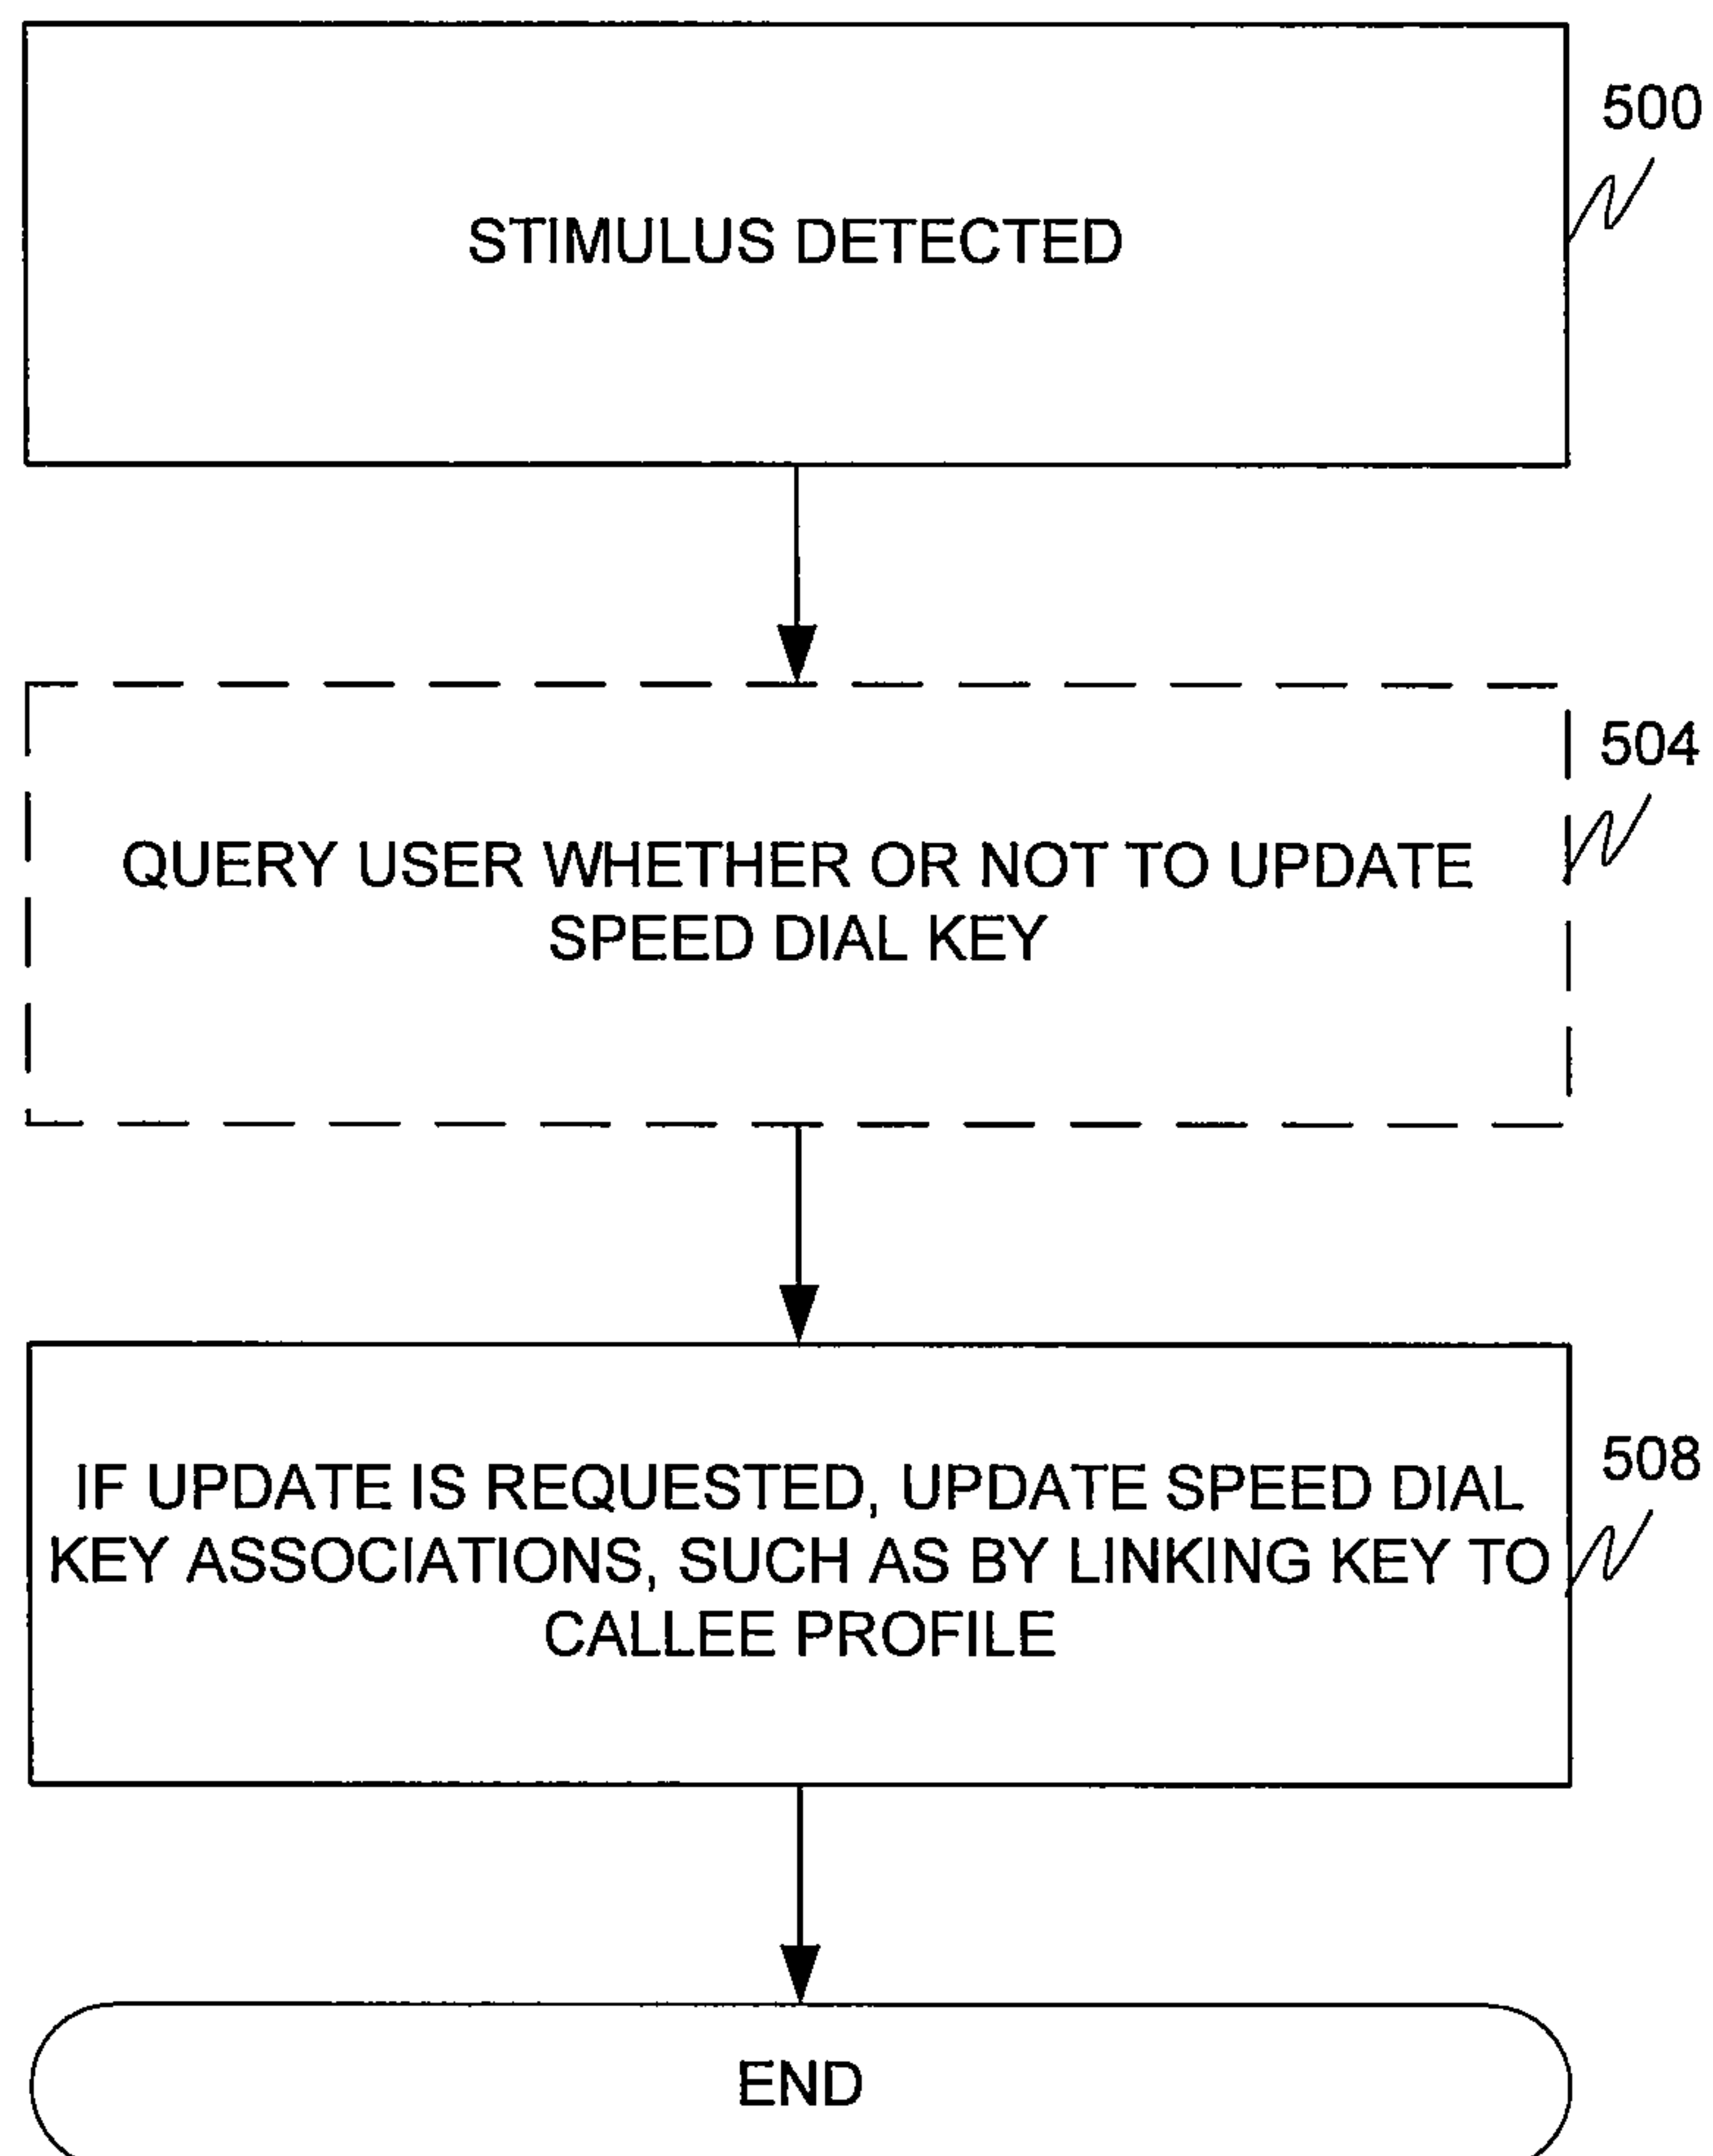 500
STIMULUS DETECTED
504
QUERY USER WHETHER OR NOT TO UPDATE
SPEED DIAL KEY
508
IF UPDATE IS REQUESTED, UPDATE SPEED DIAL
KEY ASSOCIATIONS, SUCH AS BY LINKING KEY TO
CALLEE PROFILE
END